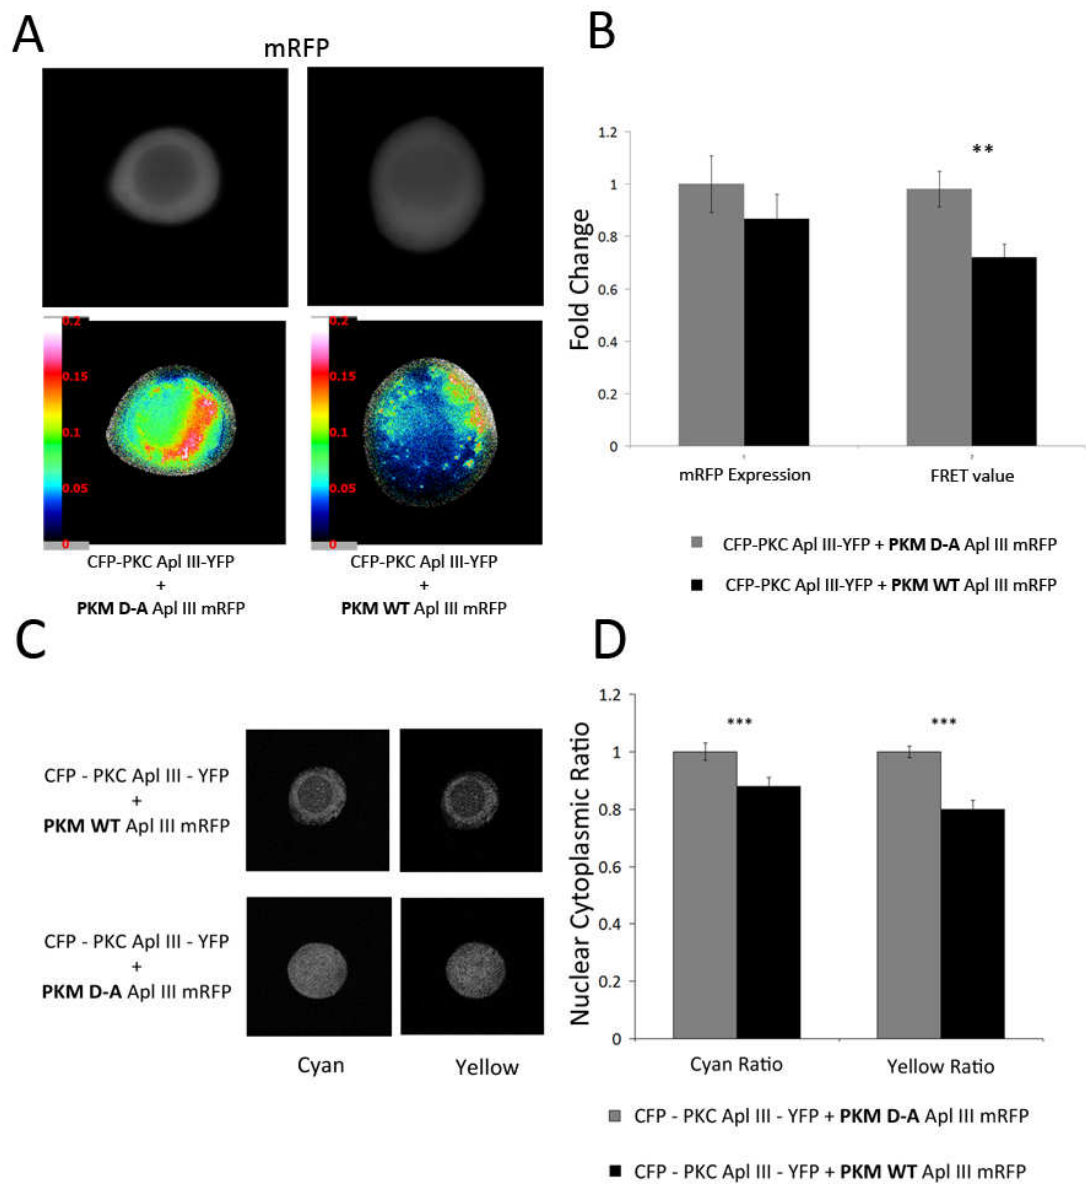 A
mRFP
0.2
0.15
0.1
0.05
0
0.2
0.15
0.1
0.05
0
CFP-PKC Apl III-YFP
+
PKM D-A Apl III mRFP
CFP-PKC Apl III-YFP
+
PKM WT Apl III mRFP
B
Fold Change
1.2
1
0.8
0.6
0.4
0.2
0
**
mRFP Expression
FRET value
CFP-PKC Apl III-YFP + PKM D-A Apl III mRFP
CFP-PKC Apl III-YFP + PKM WT Apl III mRFP
C
CFP - PKC Apl III - YFP
+
PKM WT Apl III mRFP
CFP - PKC Apl III - YFP
+
PKM D-A Apl III mRFP
Cyan
Yellow
D
Nuclear Cytoplasmic Ratio
1.2
1
0.8
0.6
0.4
0.2
0
***
***
Cyan Ratio
Yellow Ratio
CFP - PKC Apl III - YFP + PKM D-A Apl III mRFP
CFP - PKC Apl III - YFP + PKM WT Apl III mRFP